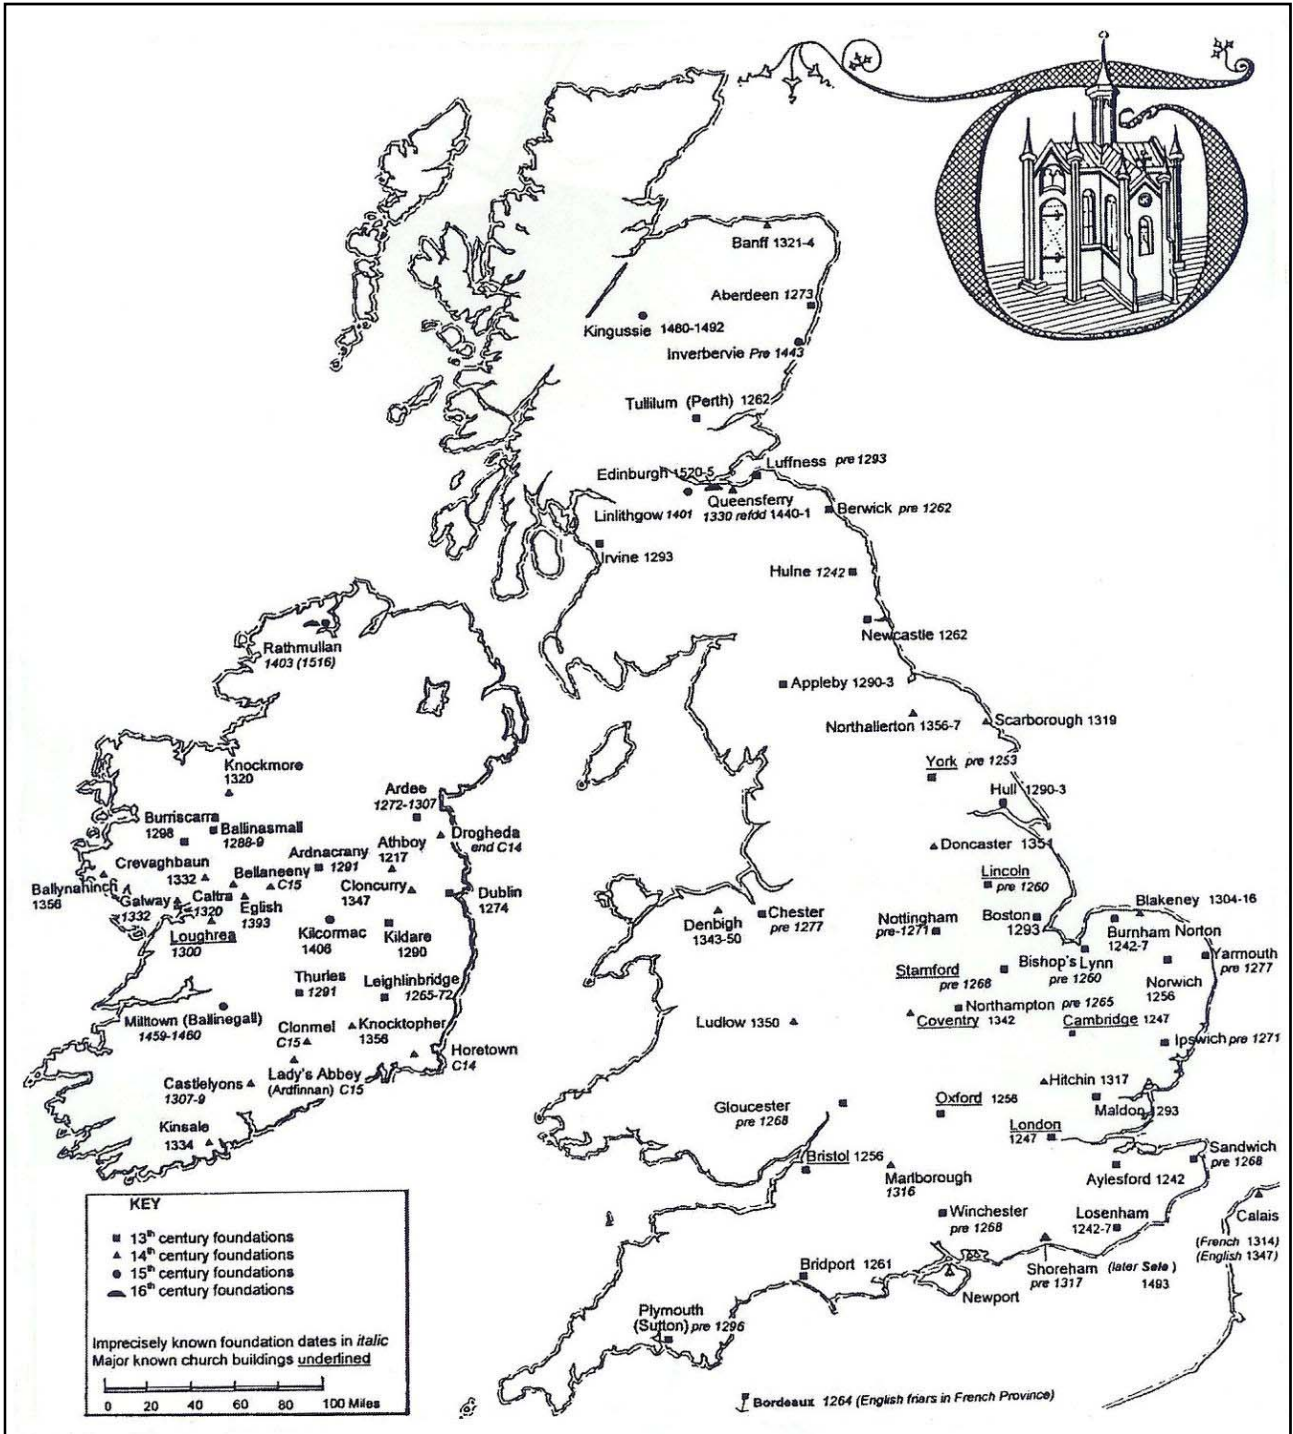 Banff 1321-4
Aberdeen 1273
Kingussie 1480-1492
Inverbervie Pre 1443
Tullilum (Perth) 1262
Luffness pre 1293
Edinburgh 1520-5
Queensferry
1330 refdd 1440-1
Linlithgow 1401
Berwick pre 1262
Irvine 1293
Hulne 1242
Newcastle 1262
Rathmullan
1403 (1516)
Appleby 1290-3
Northallerton 1356-7
Scarborough 1319
York pre 1253
Hull 1290-3
Knockmore
1320
Ardee
1272-1307
Burriscarra
1298
Ballinasmall
1288-9
Drogheda
end C14
Athboy
1217
Ardnacrany
1291
Doncaster 1351
Crevaghbaun
1332
Bellaneeny
C15
Lincoln
pre 1260
Ballynahinch
1356
Galway
1332
Caltra
1320
Eglish
1393
Cloncurry
1347
Dublin
1274
Loughrea
1300
Kilcormac
1406
Kildare
1290
Denbigh
1343-50
Chester
pre 1277
Nottingham
pre-1271
Boston
1293
Blakeney 1304-16
Burnham Norton
1242-7
Yarmouth
pre 1277
Stamford
pre 1268
Bishop's Lynn
pre 1260
Norwich
1256
Thurles
1291
Leighlinbridge
1265-72
Northampton pre 1265
Milltown (Ballinegall)
1459-1460
Clonmel
C15
Knocktopher
1356
Ludlow 1350
Coventry 1342
Cambridge 1247
Ipswich pre 1271
Horetown
C14
Lady's Abbey
(Ardfinnan) C15
Castlelyons
1307-9
Hitchin 1317
Maldon 1293
Gloucester
pre 1268
Oxford 1256
London
1247
Kinsale
1334
Bristol 1256
Marlborough
1316
Aylesford 1242
Sandwich
pre 1268
Winchester
pre 1268
Losenham
1242-7
Calais
(French 1314)
(English 1347)
Bridport 1261
Newport
Shoreham (later Sele)
pre 1317 1493
Plymouth
(Sutton) pre 1296
Bordeaux 1264 (English friars in French Province)
KEY
13th century foundations
14th century foundations
15th century foundations
16th century foundations
Imprecisely known foundation dates in italic
Major known church buildings underlined
0 20 40 60 80 100 Miles